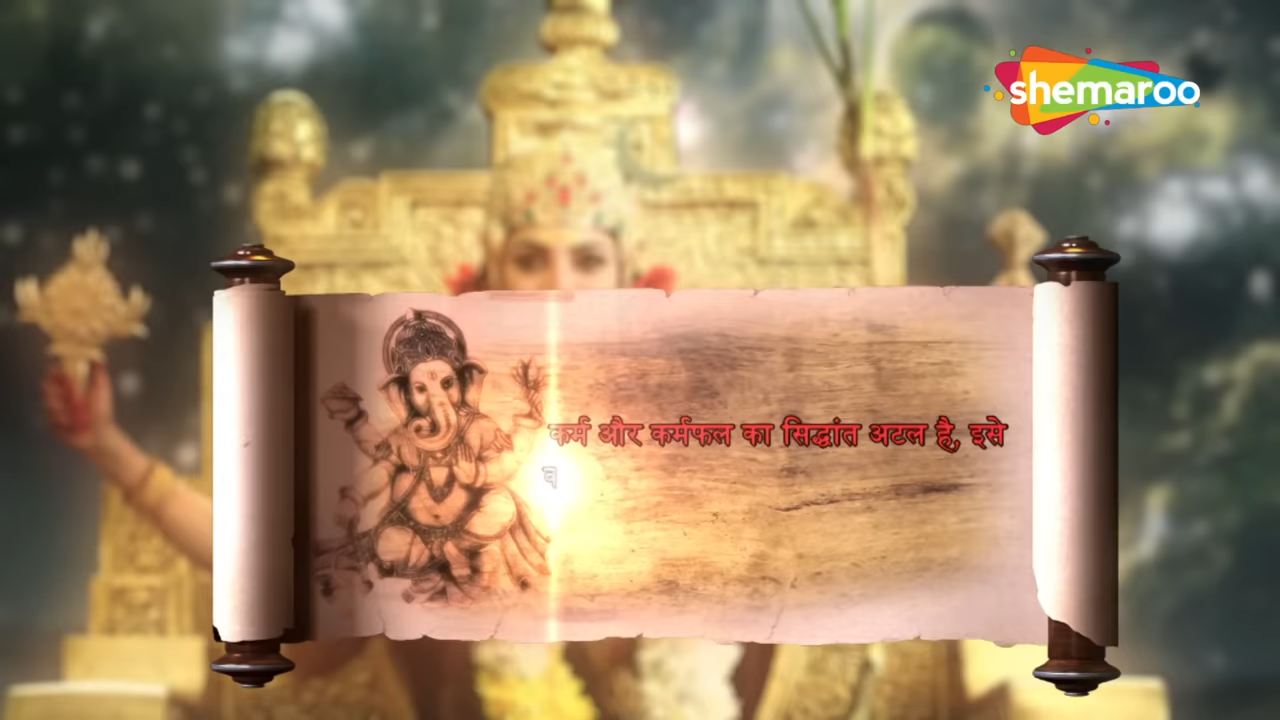 shemaroo
कर्म और कर्मफल का सिद्धांत अटल है, इसे